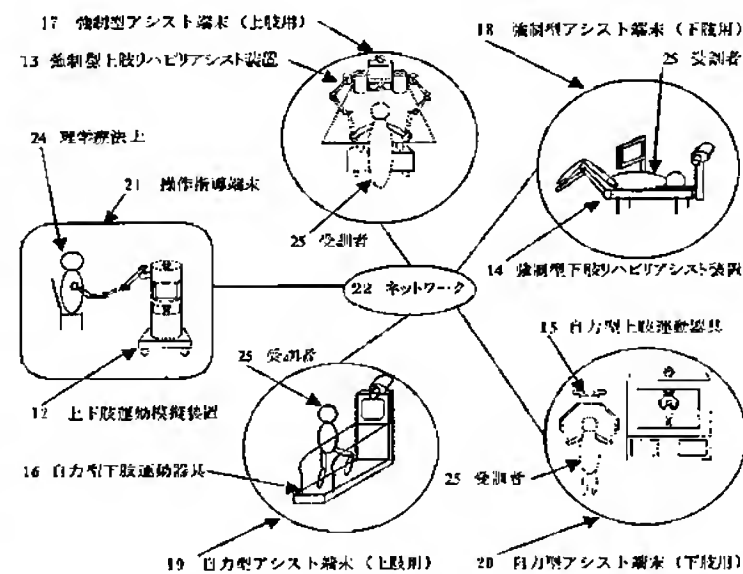 17 強制型アシスト端末（上肢用）
13 強制型上肢リハビリアシスト装置
18 強制型アシスト端末（下肢用）
25 受訓者
24 理学療法士
21 操作指導端末
25 受訓者
14 強制型下肢リハビリアシスト装置
22 ネットワーク
15 自力型上肢運動器具
25 受訓者
12 上下肢運動模擬装置
16 自力型下肢運動器具
25 受訓者
19 自力型アシスト端末（上肢用）
20 自力型アシスト端末（下肢用）